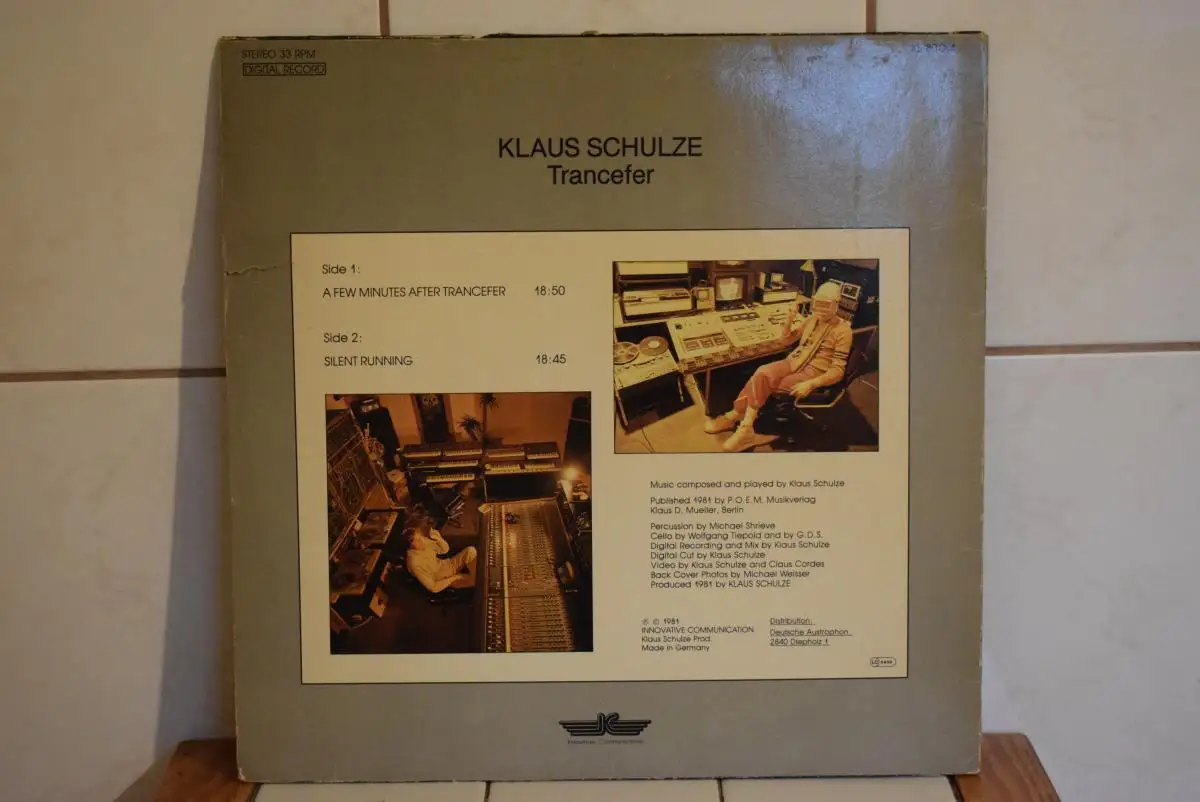 STEREO 33 RPM
DIGITAL RECORD
KLAUS SCHULZE
Trancefer
Side 1:
A FEW MINUTES AFTER TRANCEFER 18:50
Side 2:
SILENT RUNNING 18:45
Music composed and played by Klaus Schulze
Published 1981 by P.O.E.M. Musikverlag
Klaus D. Mueller, Berlin
Percussion by Michael Shrieve
Cello by Wolfgang Tiepold and by G.D.S.
Digital Recording and Mix by Klaus Schulze
Digital Cut by Klaus Schulze
Video by Klaus Schulze and Claus Cordes
Back Cover Photos by Michael Weisser
Produced 1981 by KLAUS SCHULZE
℗ © 1981
INNOVATIVE COMMUNICATION
Klaus Schulze Prod.
Made in Germany
Distribution:
Deutsche Austrophon
2840 Diepholz 1
LC
Innovative Communication